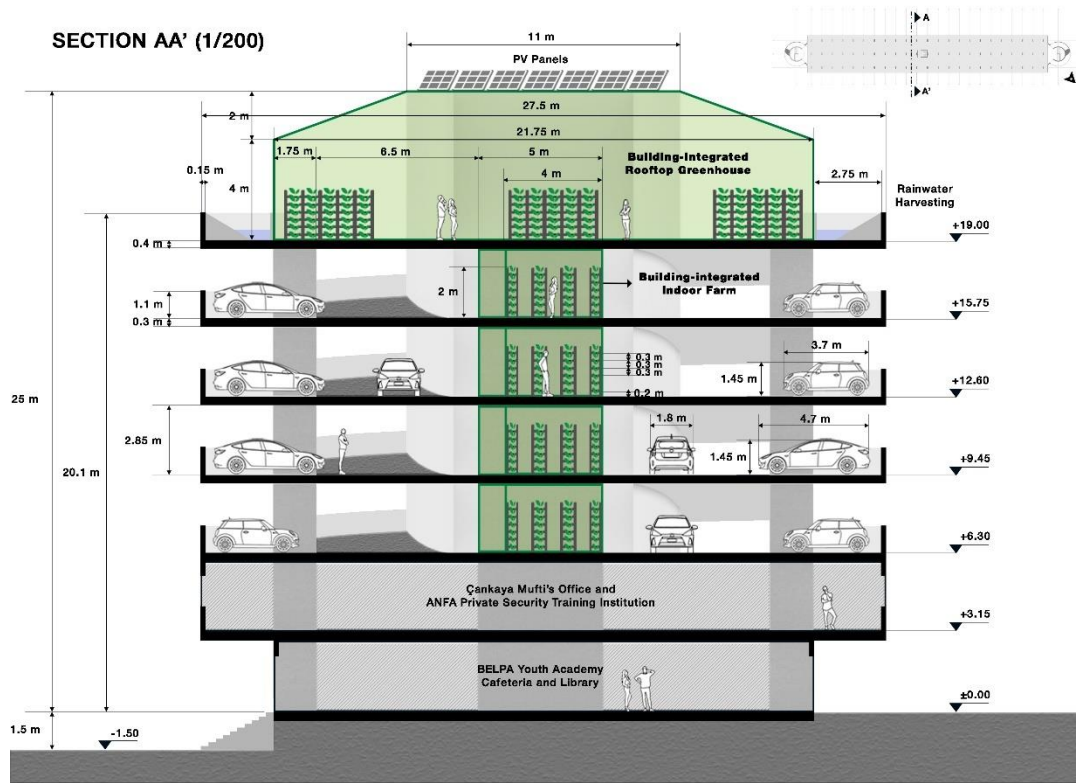 SECTION AA' (1/200)
A
A'
11 m
PV Panels
27.5 m
2 m
21.75 m
1.75 m
6.5 m
5 m
Building-Integrated
Rooftop Greenhouse
0.15 m
4 m
4 m
2.75 m
Rainwater
Harvesting
+19.00
0.4 m
Building-integrated
Indoor Farm
2 m
1.1 m
+15.75
0.3 m
3.7 m
0.3 m
0.3 m
0.3 m
1.45 m
0.2 m
+12.60
25 m
1.8 m
4.7 m
2.85 m
1.45 m
20.1 m
+9.45
+6.30
Çankaya Mufti's Office and
ANFA Private Security Training Institution
+3.15
BELPA Youth Academy
Cafeteria and Library
±0.00
1.5 m
-1.50